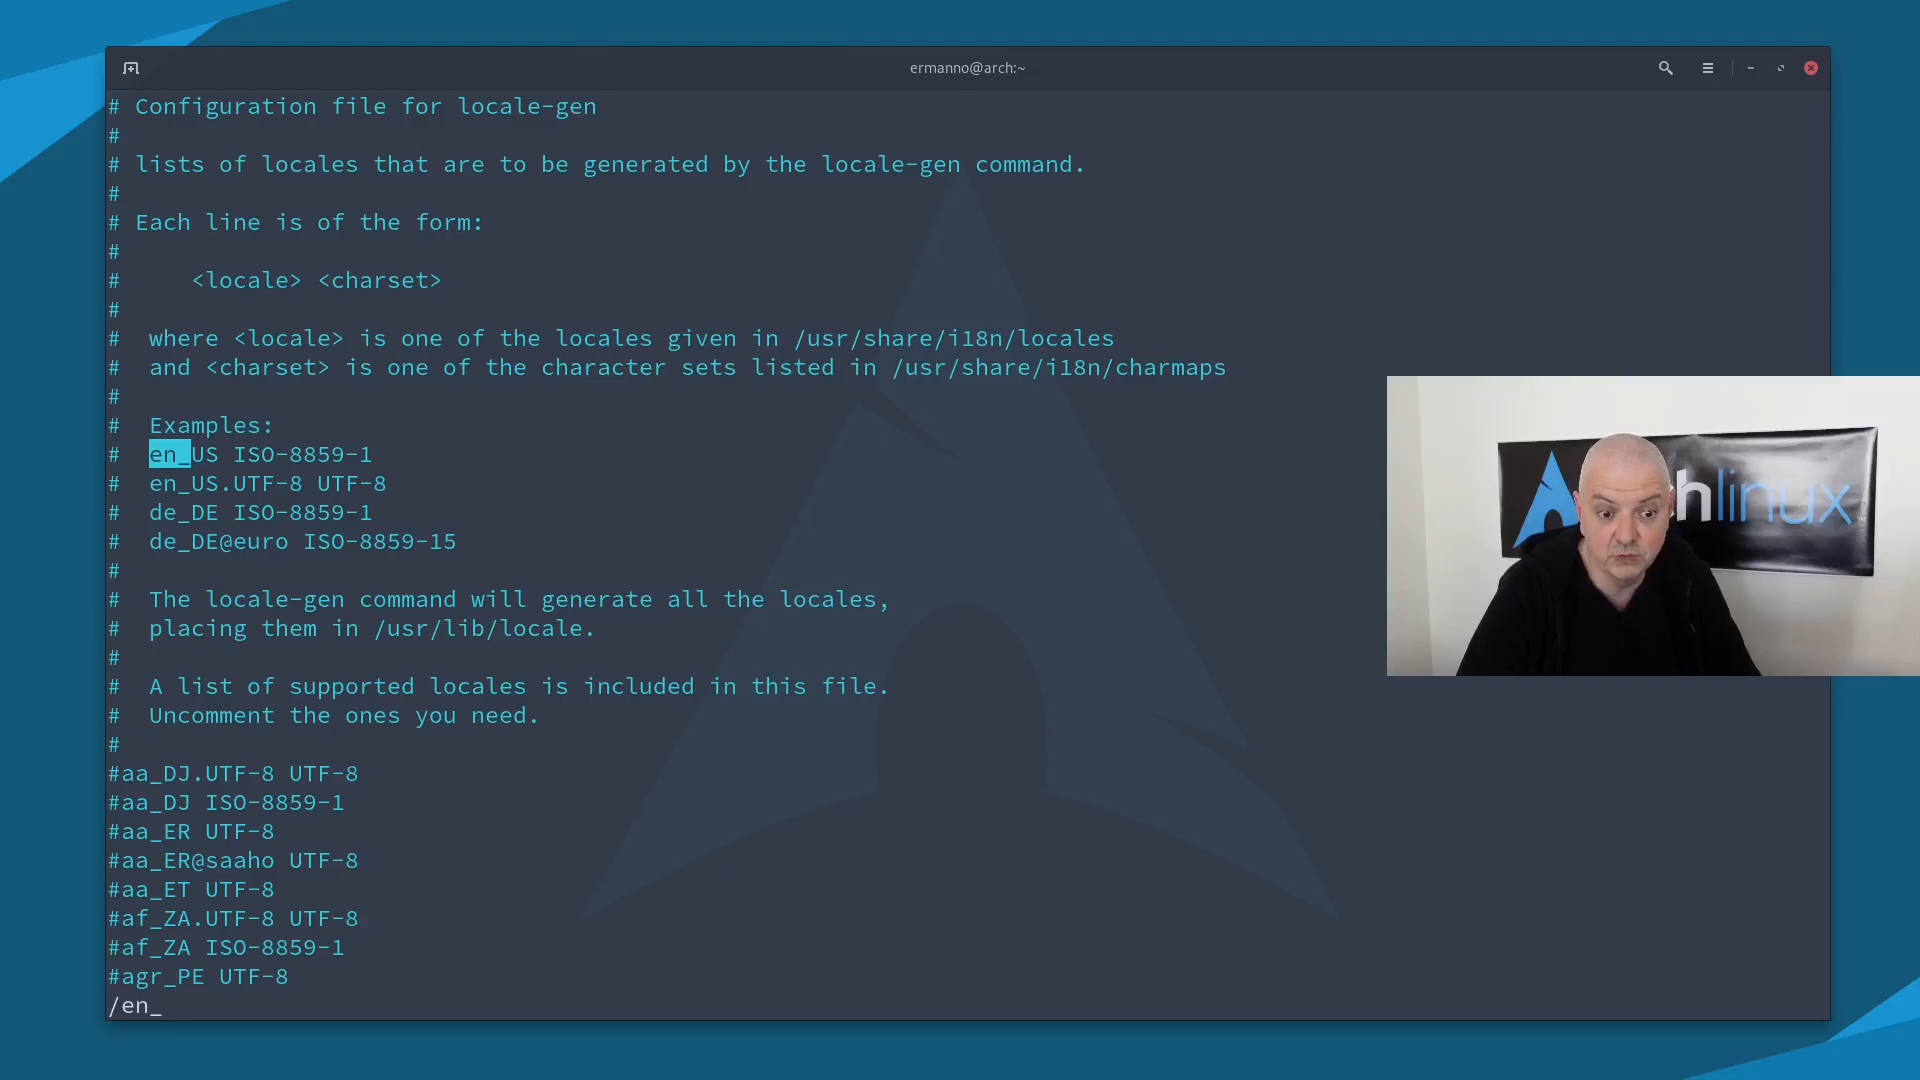 ermanno@arch:~
# Configuration file for locale-gen
#
# lists of locales that are to be generated by the locale-gen command.
#
# Each line is of the form:
#
#     <locale> <charset>
#
#  where <locale> is one of the locales given in /usr/share/i18n/locales
#  and <charset> is one of the character sets listed in /usr/share/i18n/charmaps
#
#  Examples:
#  en_US ISO-8859-1
#  en_US.UTF-8 UTF-8
#  de_DE ISO-8859-1
#  de_DE@euro ISO-8859-15
#
#  The locale-gen command will generate all the locales,
#  placing them in /usr/lib/locale.
#
#  A list of supported locales is included in this file.
#  Uncomment the ones you need.
#
#aa_DJ.UTF-8 UTF-8
#aa_DJ ISO-8859-1
#aa_ER UTF-8
#aa_ER@saaho UTF-8
#aa_ET UTF-8
#af_ZA.UTF-8 UTF-8
#af_ZA ISO-8859-1
#agr_PE UTF-8
/en_
hlinux